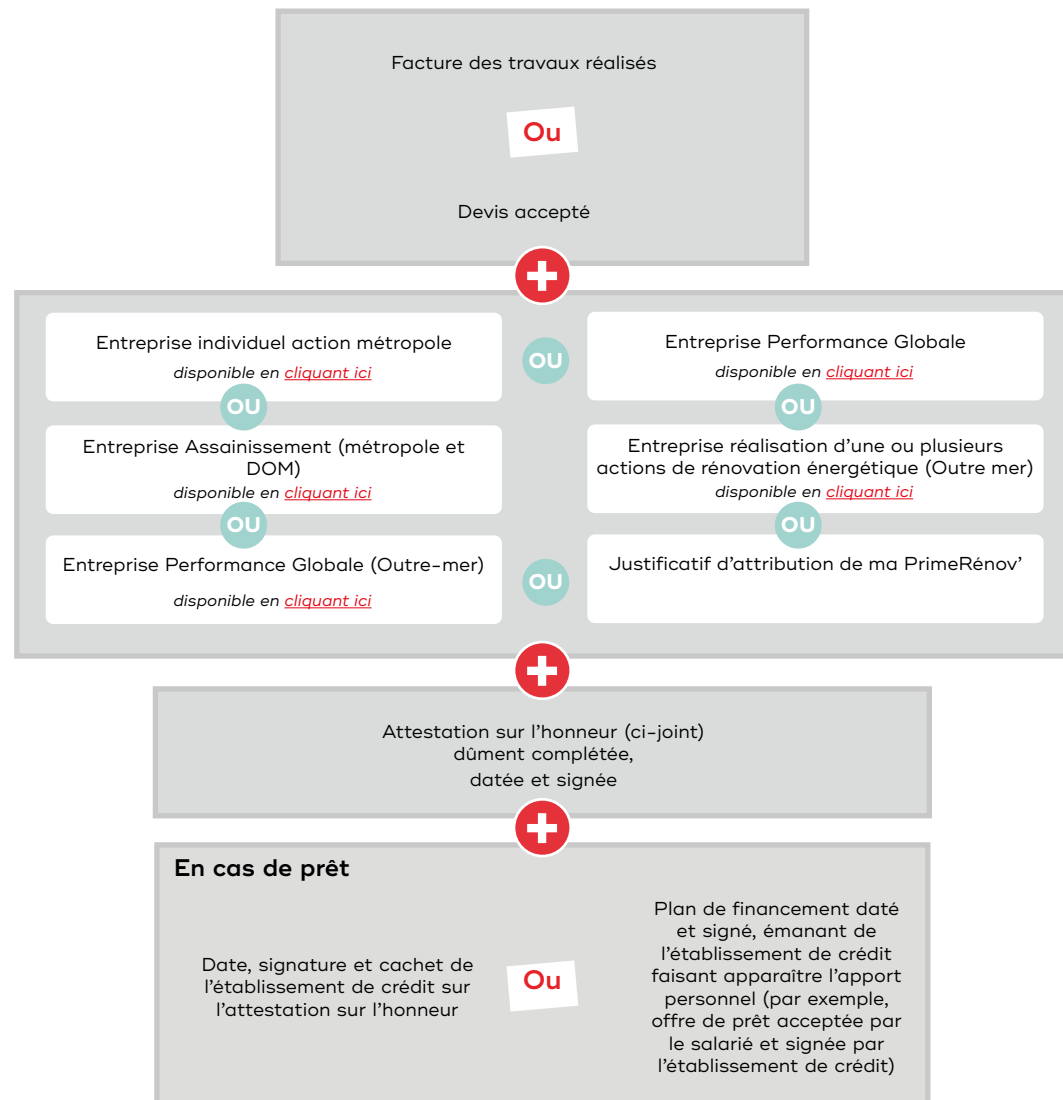 Facture des travaux réalisés
Ou
Devis accepté
Entreprise individuel action métropole
disponible en cliquant ici
OU
Entreprise Performance Globale
disponible en cliquant ici
OU
OU
Entreprise Assainissement (métropole et
DOM)
disponible en cliquant ici
Entreprise réalisation d'une ou plusieurs
actions de rénovation énergétique (Outre mer)
disponible en cliquant ici
OU
OU
Entreprise Performance Globale (Outre-mer)
disponible en cliquant ici
OU
Justificatif d'attribution de ma PrimeRénov'
Attestation sur l'honneur (ci-joint)
dûment complétée,
datée et signée
En cas de prêt
Date, signature et cachet de
l'établissement de crédit sur
l'attestation sur l'honneur
Ou
Plan de financement daté
et signé, émanant de
l'établissement de crédit
faisant apparaître l'apport
personnel (par exemple,
offre de prêt acceptée par
le salarié et signée par
l'établissement de crédit)